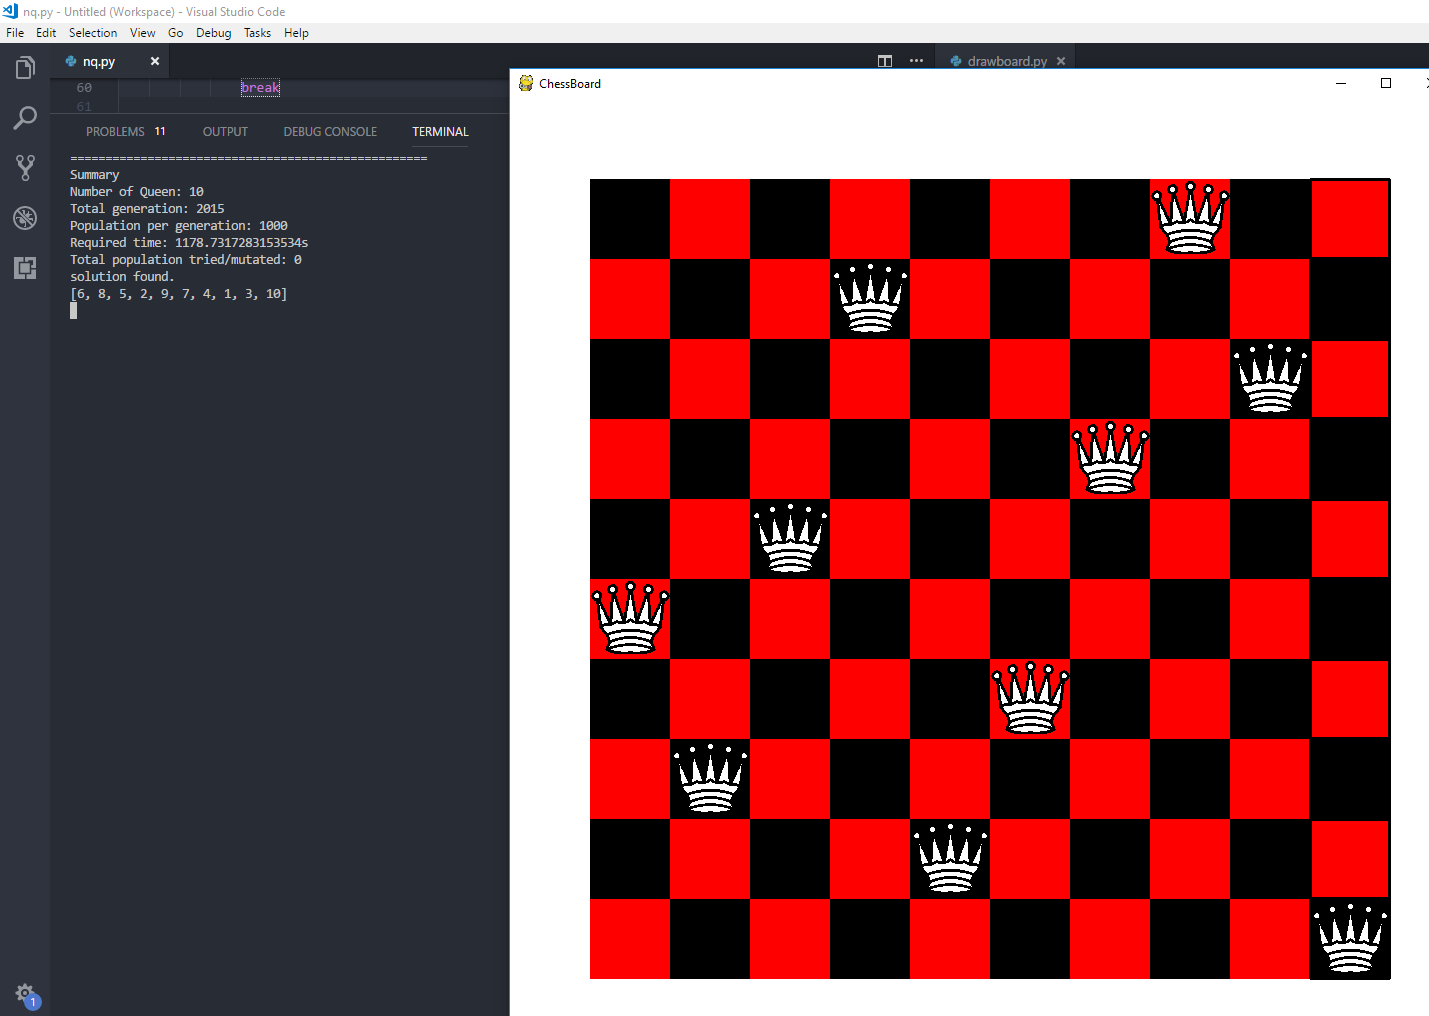 nq.py - Untitled (Workspace) - Visual Studio Code
File Edit Selection View Go Debug Tasks Help
nq.py
drawboard.py
ChessBoard
60 break
61
PROBLEMS 11 OUTPUT DEBUG CONSOLE TERMINAL
===================================================
Summary
Number of Queen: 10
Total generation: 2015
Population per generation: 1000
Required time: 1178.7317283153534s
Total population tried/mutated: 0
solution found.
[6, 8, 5, 2, 9, 7, 4, 1, 3, 10]
1